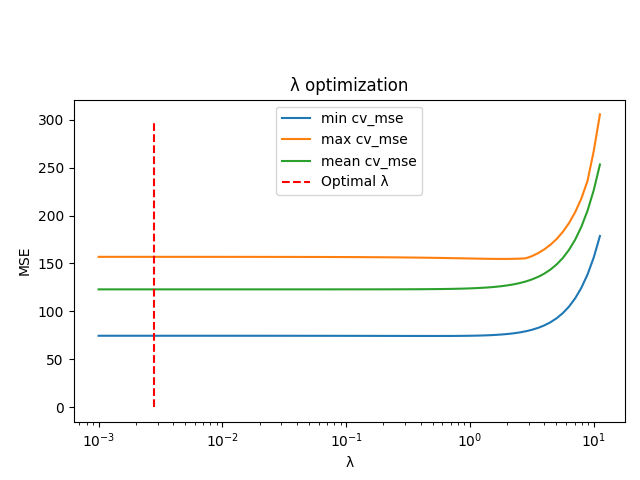 λ optimization
min cv_mse
max cv_mse
mean cv_mse
Optimal λ
MSE
300
250
200
150
100
50
0
10⁻³
10⁻²
10⁻¹
10⁰
10¹
λ